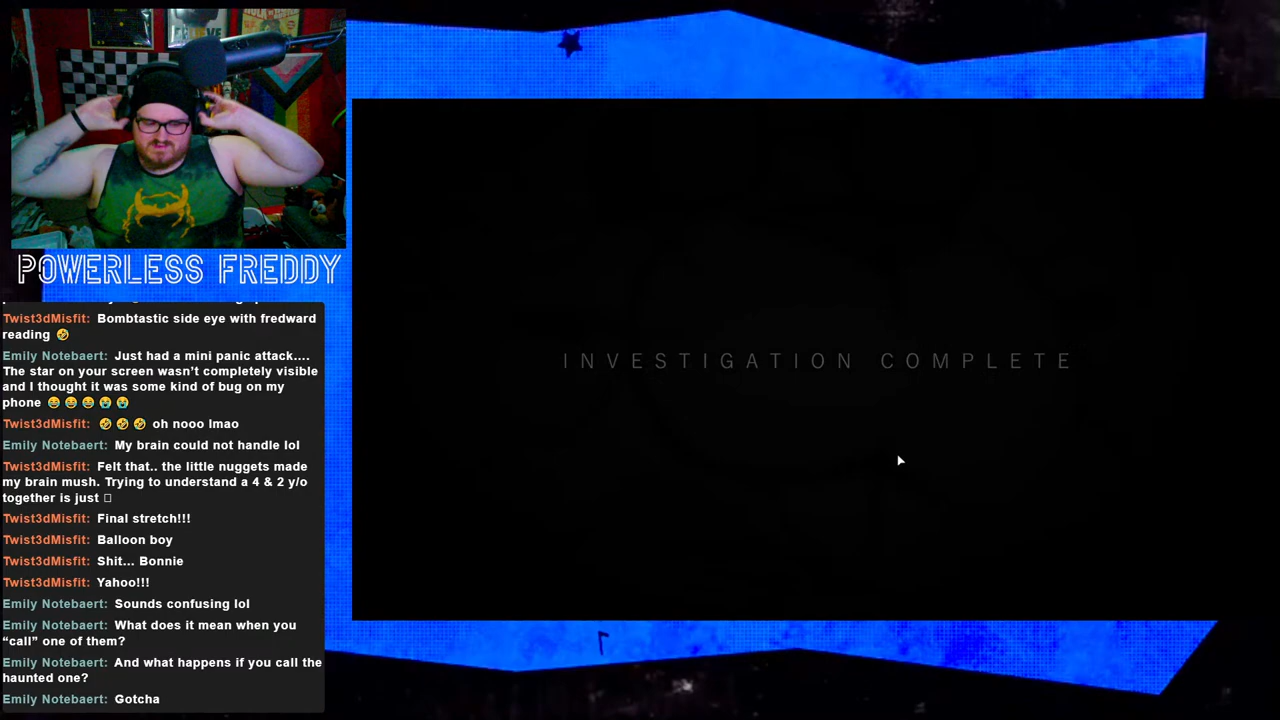 POWERLESS FREDDY
Twist3dMisfit: Bombtastic side eye with fredward
reading 🤣
Emily Notebaert: Just had a mini panic attack....
The star on your screen wasn't completely visible
and I thought it was some kind of bug on my
phone 😂😂😂😭😭
Twist3dMisfit: 🤣🤣🤣 oh nooo lmao
Emily Notebaert: My brain could not handle lol
Twist3dMisfit: Felt that.. the little nuggets made
my brain mush. Trying to understand a 4 & 2 y/o
together is just □
Twist3dMisfit: Final stretch!!!
Twist3dMisfit: Balloon boy
Twist3dMisfit: Shit... Bonnie
Twist3dMisfit: Yahoo!!!
Emily Notebaert: Sounds confusing lol
Emily Notebaert: What does it mean when you
“call” one of them?
Emily Notebaert: And what happens if you call the
haunted one?
Emily Notebaert: Gotcha
INVESTIGATION COMPLETE